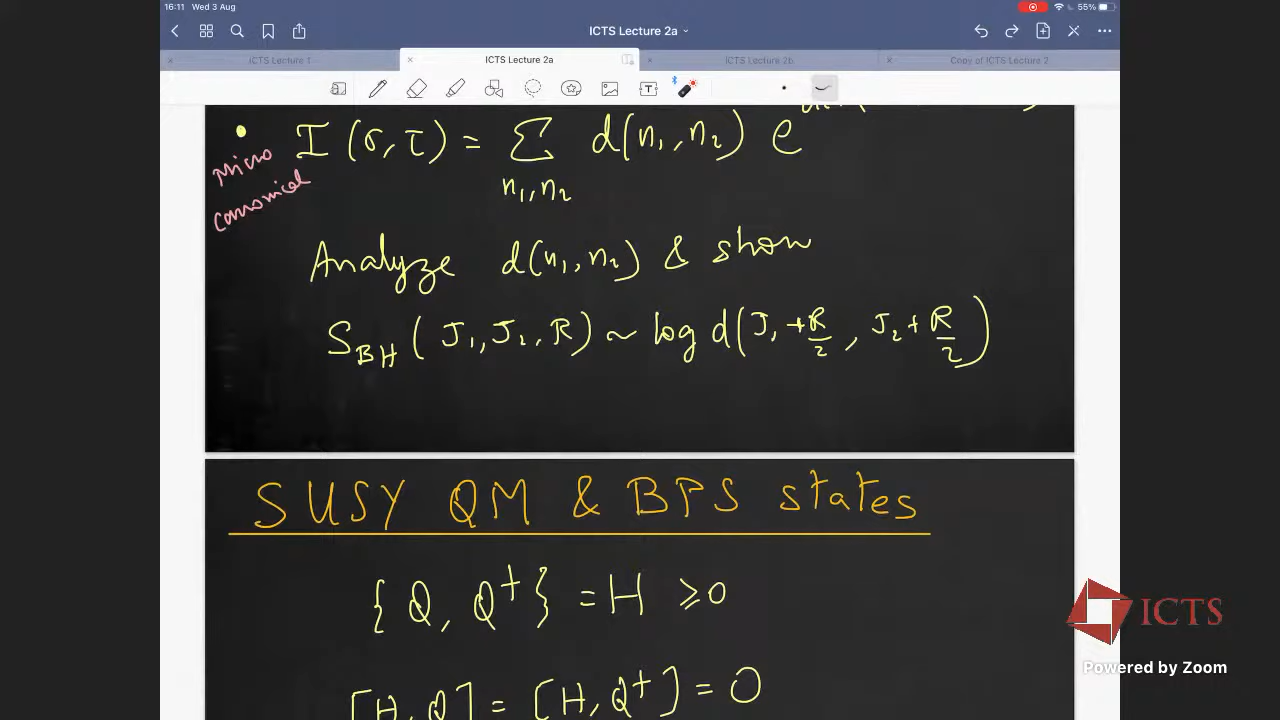 16:11 Wed 3 Aug
55%
ICTS Lecture 2a
ICTS Lecture 1
ICTS Lecture 2a
ICTS Lecture 2b
Copy of ICTS Lecture 2
Micro canonical
I(σ,τ) = Σ d(n₁,n₂) e
n₁,n₂
Analyze d(n₁,n₂) & show
S_BH (J₁,J₂,R) ~ log d(J₁+R/2, J₂+R/2)
SUSY QM & BPS states
{Q, Q†} = H ⩾0
[H,Q] = [H,Q†] = 0
ICTS
Powered by Zoom